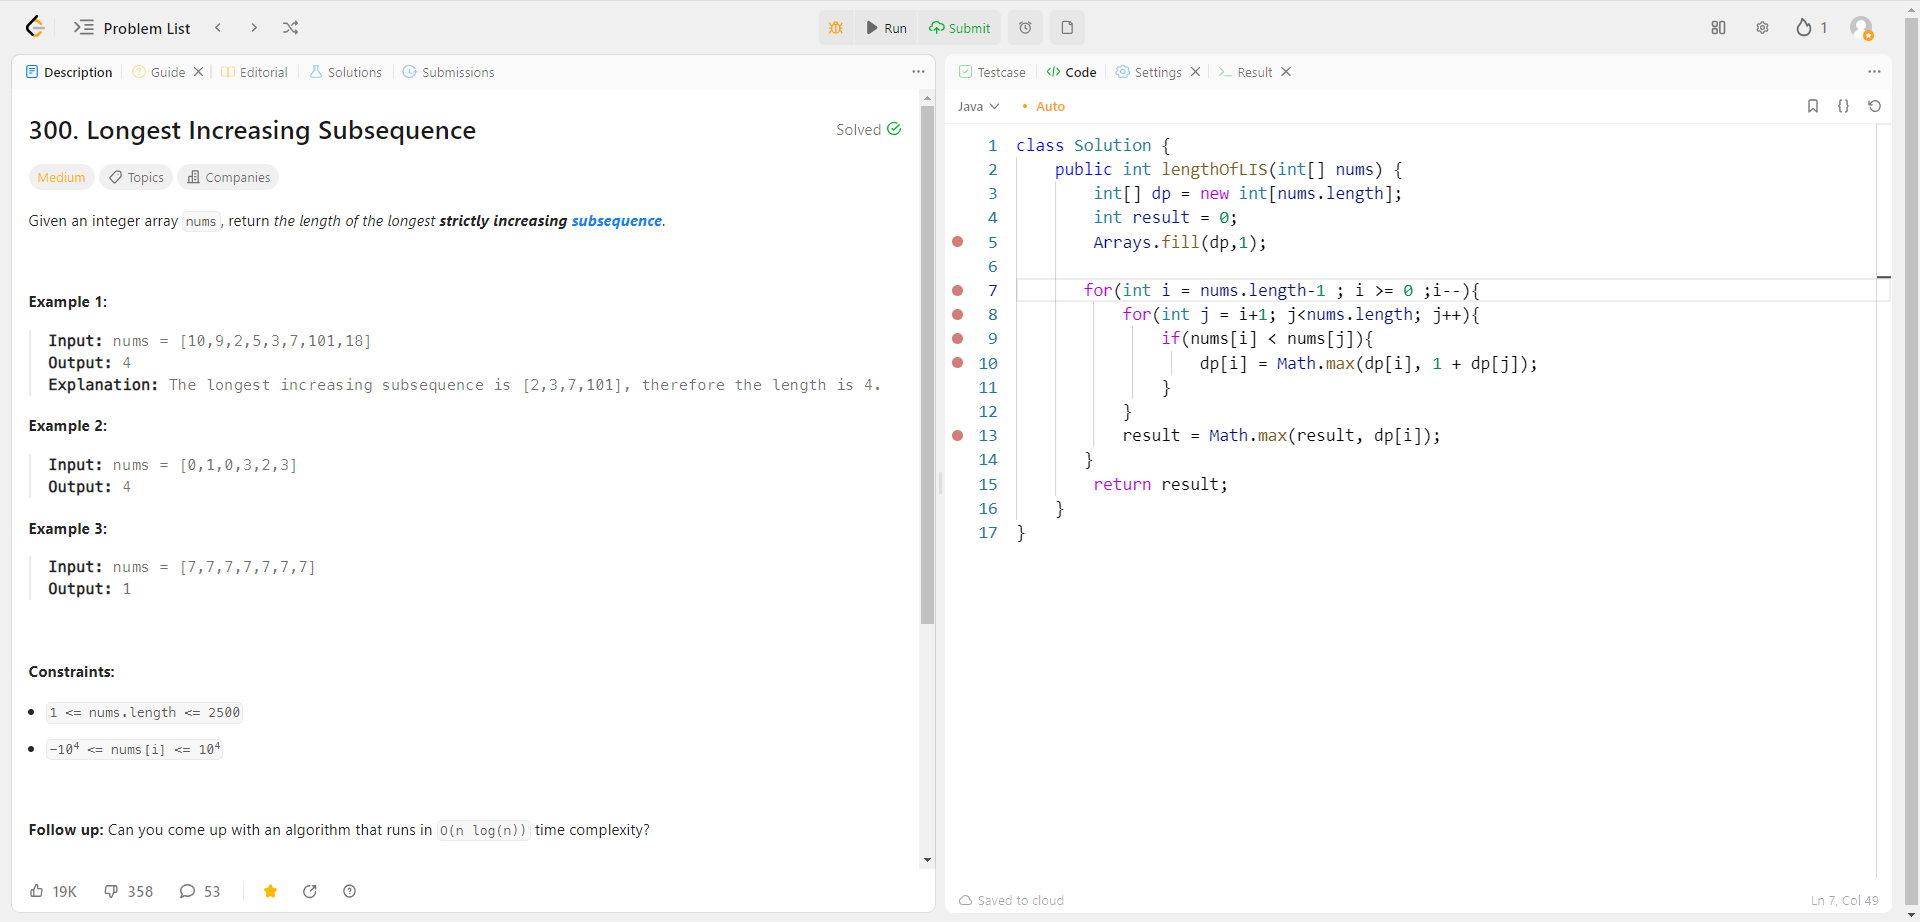 Problem List
Run
Submit
1
Description
Guide
Editorial
Solutions
Submissions
300. Longest Increasing Subsequence
Solved
Medium
Topics
Companies
Given an integer array nums, return the length of the longest strictly increasing subsequence.
Example 1:
Input: nums = [10,9,2,5,3,7,101,18]
Output: 4
Explanation: The longest increasing subsequence is [2,3,7,101], therefore the length is 4.
Example 2:
Input: nums = [0,1,0,3,2,3]
Output: 4
Example 3:
Input: nums = [7,7,7,7,7,7,7]
Output: 1
Constraints:
1 <= nums.length <= 2500
-10⁴ <= nums[i] <= 10⁴
Follow up: Can you come up with an algorithm that runs in O(n log(n)) time complexity?
19K
358
53
Testcase
Code
Settings
Result
Java
Auto
1 class Solution {
2     public int lengthOfLIS(int[] nums) {
3         int[] dp = new int[nums.length];
4         int result = 0;
5         Arrays.fill(dp,1);
6
7        for(int i = nums.length-1 ; i >= 0 ;i--){
8            for(int j = i+1; j<nums.length; j++){
9                if(nums[i] < nums[j]){
10                    dp[i] = Math.max(dp[i], 1 + dp[j]);
11                }
12            }
13            result = Math.max(result, dp[i]);
14        }
15         return result;
16     }
17 }
Saved to cloud
Ln 7, Col 49